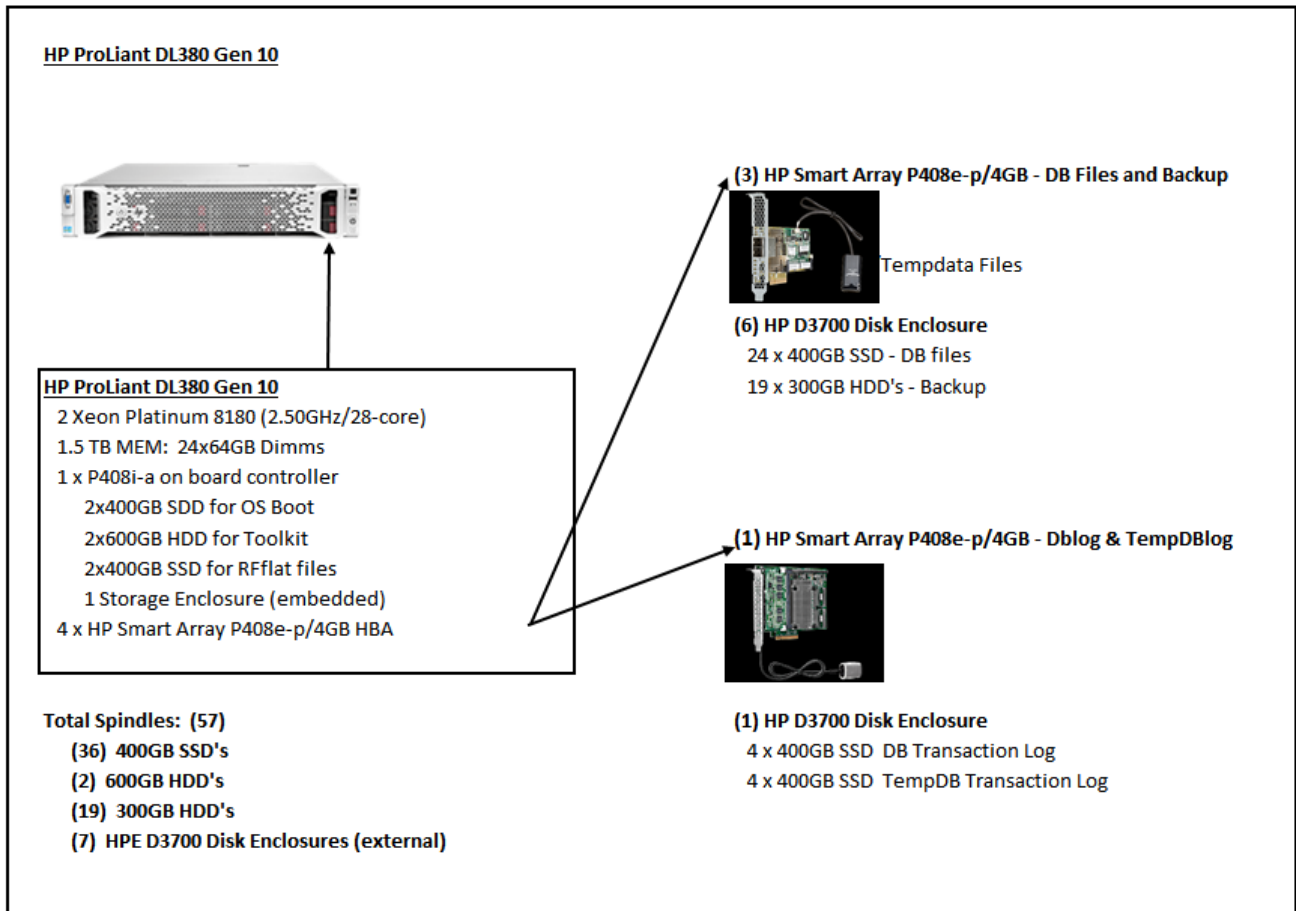 HP ProLiant DL380 Gen 10
(3) HP Smart Array P408e-p/4GB - DB Files and Backup
Tempdata Files
(6) HP D3700 Disk Enclosure
24 x 400GB SSD - DB files
19 x 300GB HDD's - Backup
HP ProLiant DL380 Gen 10
2 Xeon Platinum 8180 (2.50GHz/28-core)
1.5 TB MEM: 24x64GB Dimms
1 x P408i-a on board controller
2x400GB SDD for OS Boot
2x600GB HDD for Toolkit
2x400GB SSD for RFflat files
1 Storage Enclosure (embedded)
4 x HP Smart Array P408e-p/4GB HBA
(1) HP Smart Array P408e-p/4GB - Dblog & TempDBlog
(1) HP D3700 Disk Enclosure
4 x 400GB SSD DB Transaction Log
4 x 400GB SSD TempDB Transaction Log
Total Spindles: (57)
(36) 400GB SSD's
(2) 600GB HDD's
(19) 300GB HDD's
(7) HPE D3700 Disk Enclosures (external)